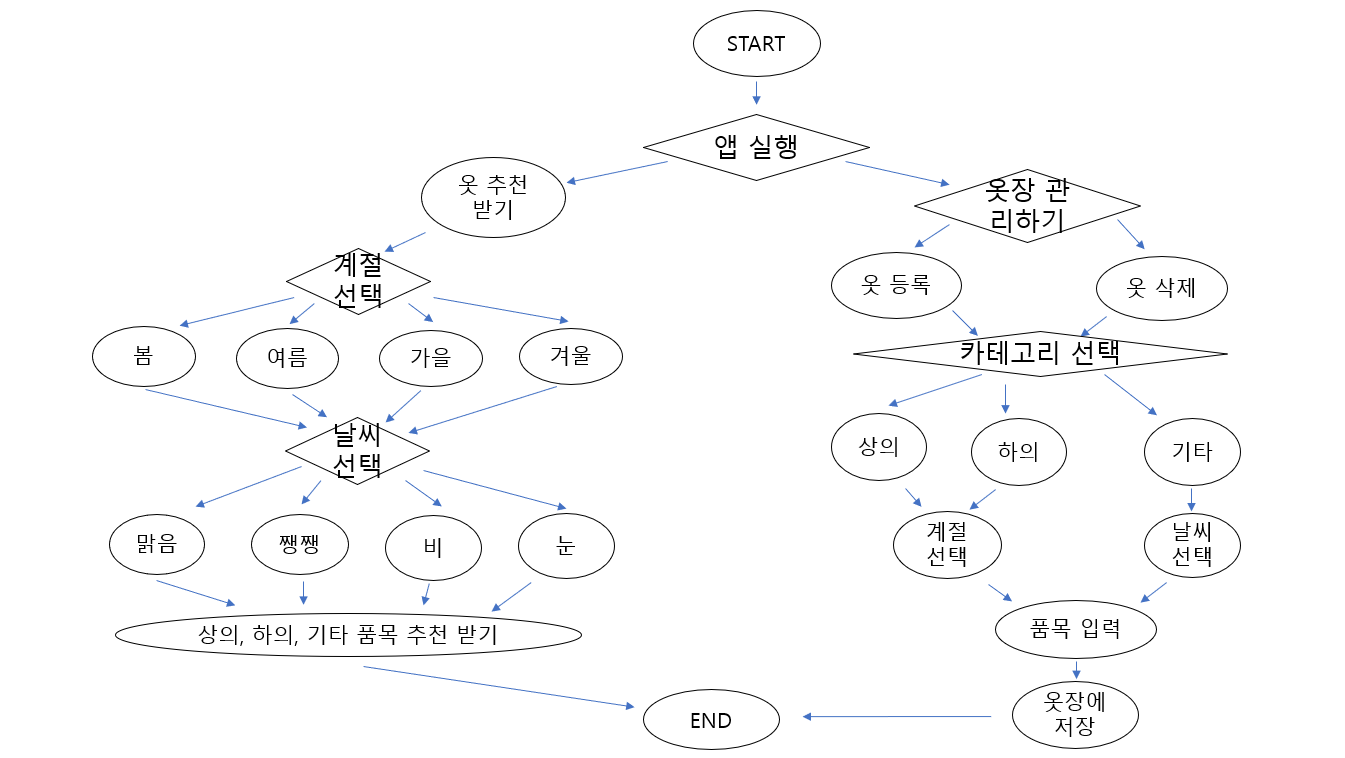 START
앱 실행
옷 추천
받기
옷장 관
리하기
계절
선택
옷 등록
옷 삭제
봄
여름
가을
겨울
카테고리 선택
날씨
선택
상의
하의
기타
맑음
쨍쨍
비
눈
계절
선택
날씨
선택
상의, 하의, 기타 품목 추천 받기
품목 입력
END
옷장에
저장